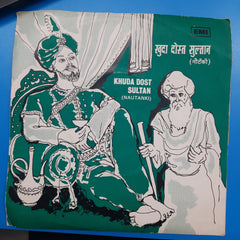 EMI
ख़ुदा दोस्त सुल्तान
(नौटंकी)
KHUDA DOST
SULTAN
(NAUTANKI)